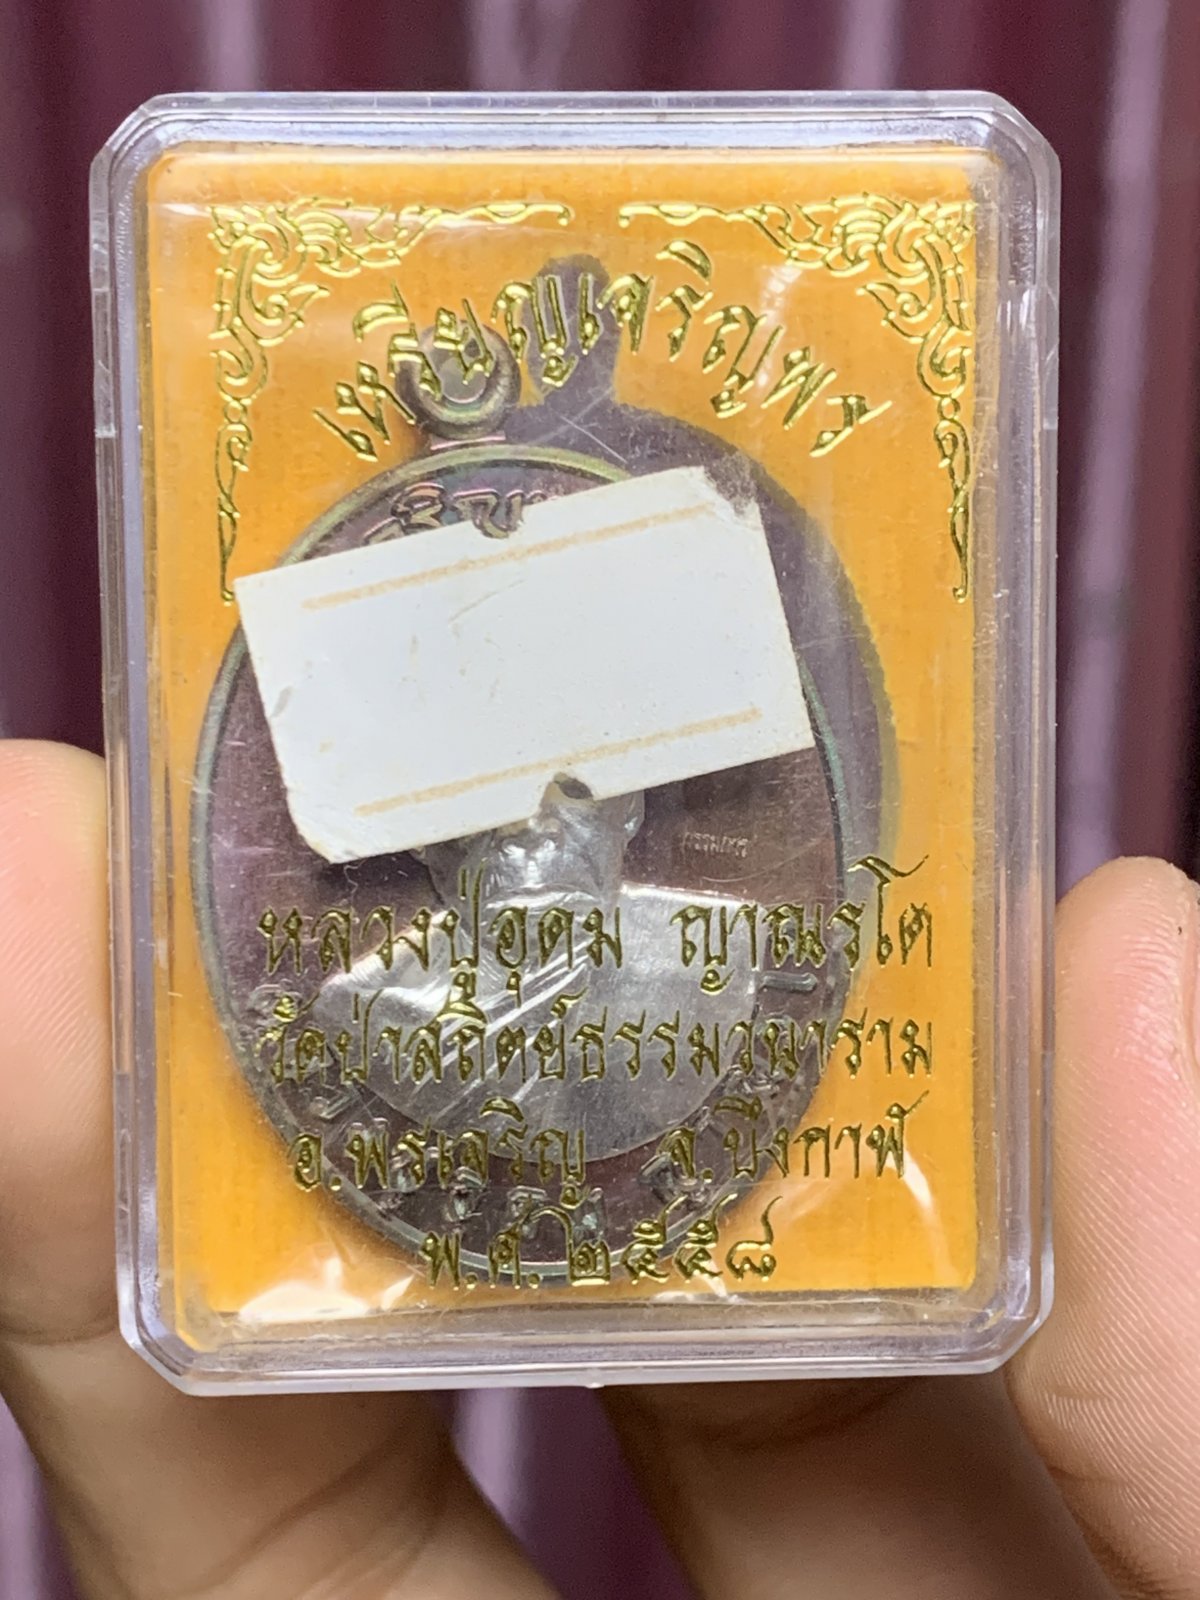 เหรียญเจริญพร
หลวงปู่อุดม ญาณรโต
วัดป่าสถิตย์ธรรมวนาราม
อ.พรเจริญ จ.บึงกาฬ
พ.ศ.๒๕๕๘